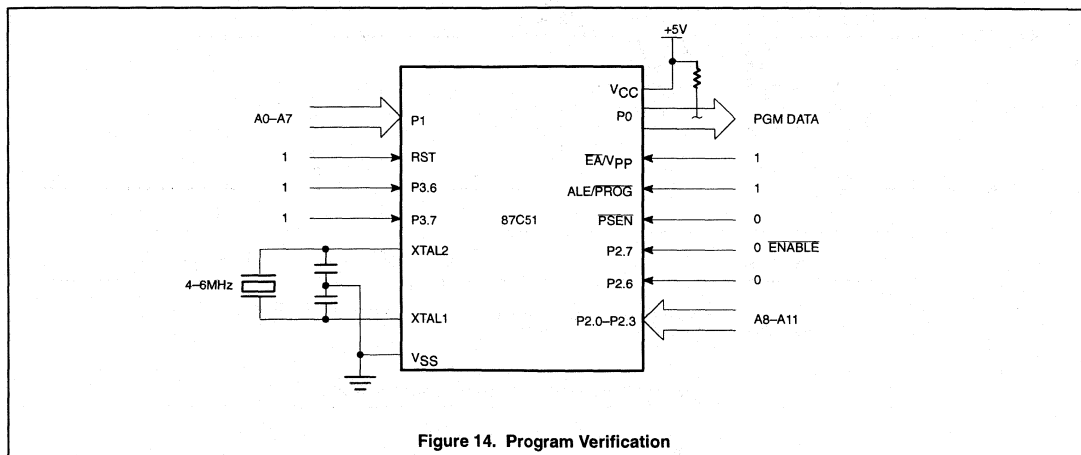 +5V
VCC
A0–A7
P1
P0
PGM DATA
1
RST
EA/VPP
1
1
P3.6
ALE/PROG
1
1
P3.7
87C51
PSEN
0
XTAL2
P2.7
0 ENABLE
4–6MHz
P2.6
0
XTAL1
P2.0–P2.3
A8–A11
VSS
Figure 14. Program Verification